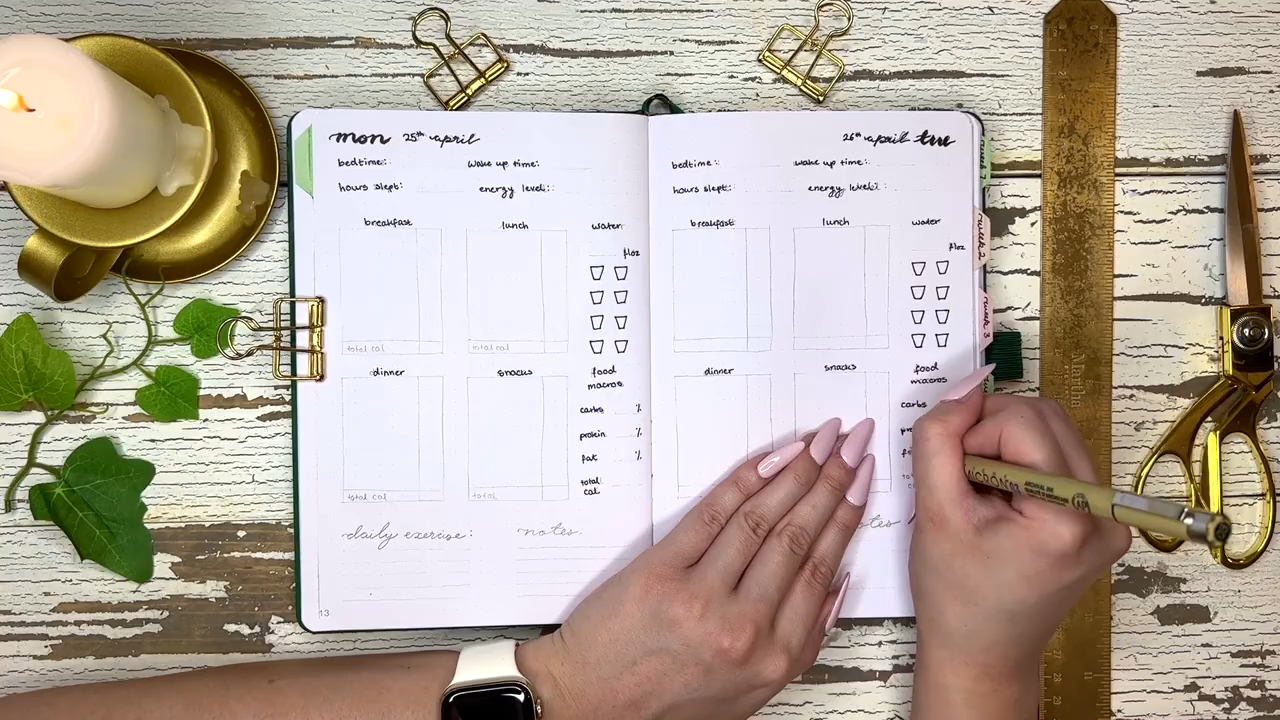 mon 25th april
bedtime:
wake up time:
hours slept:
energy level:
breakfast
lunch
water
floz
total cal
total cal
dinner
snacks
food
macros
carbs %
protein %
fat %
total
cal
total cal
total
daily exercise:
notes:
13
26th april tue
bedtime:
wake up time:
hours slept:
energy level:
breakfast
lunch
water
floz
dinner
snacks
food
macros
carbs
week 2
week 3
Martha